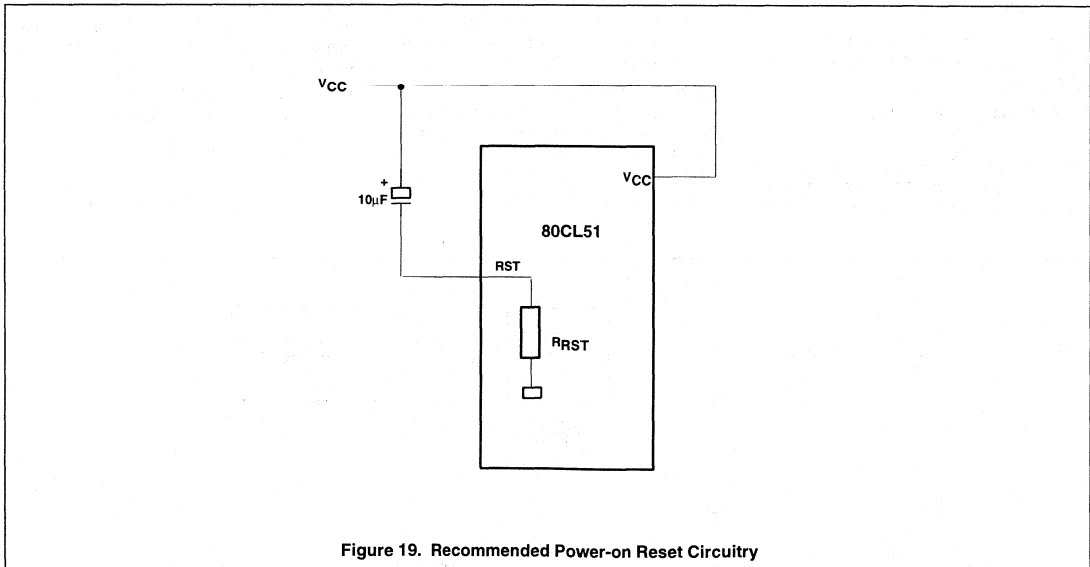 VCC
VCC
+
10μF
80CL51
RST
RRST
Figure 19. Recommended Power-on Reset Circuitry